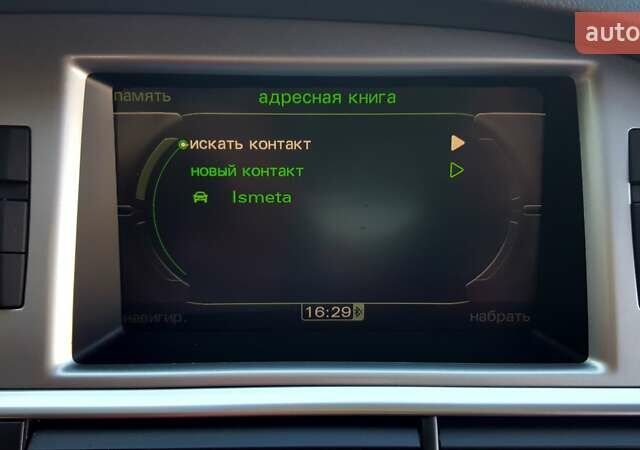 auto
память
адресная книга
искать контакт
новый контакт
Ismeta
16:29
навигир.
набрать